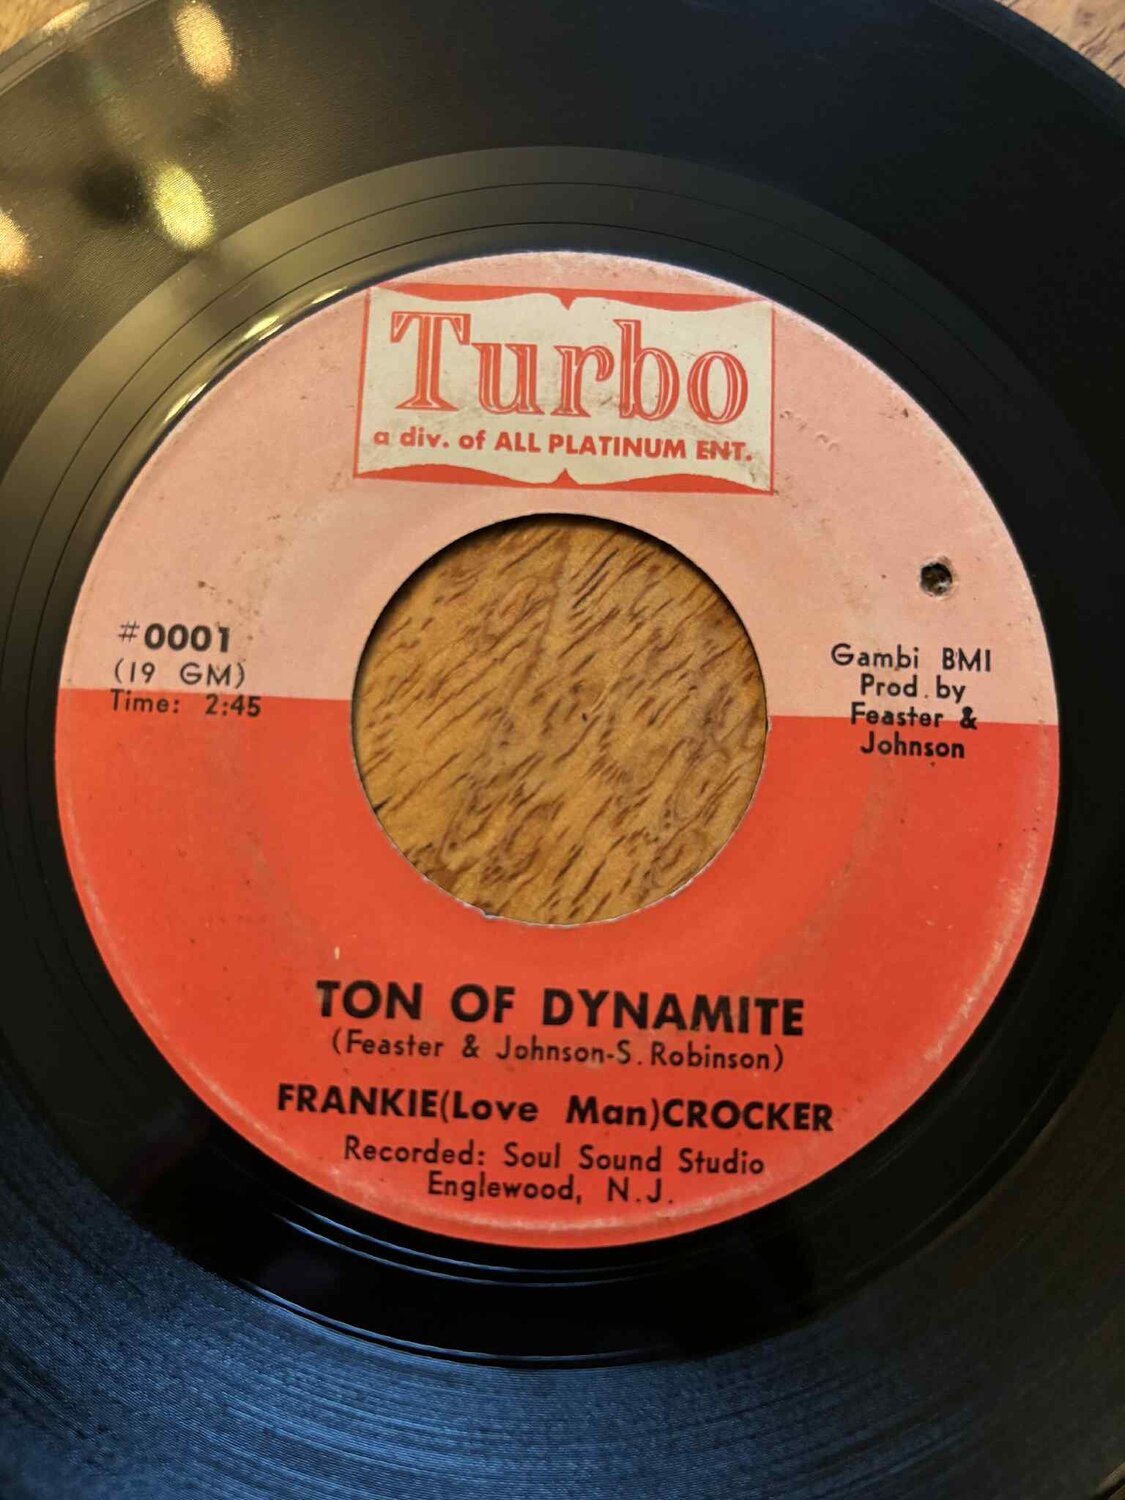 Turbo
a div. of ALL PLATINUM ENT.
#0001
(19 GM)
Time: 2:45
Gambi BMI
Prod. by
Feaster &
Johnson
TON OF DYNAMITE
(Feaster & Johnson-S. Robinson)
FRANKIE(Love Man)CROCKER
Recorded: Soul Sound Studio
Englewood, N.J.